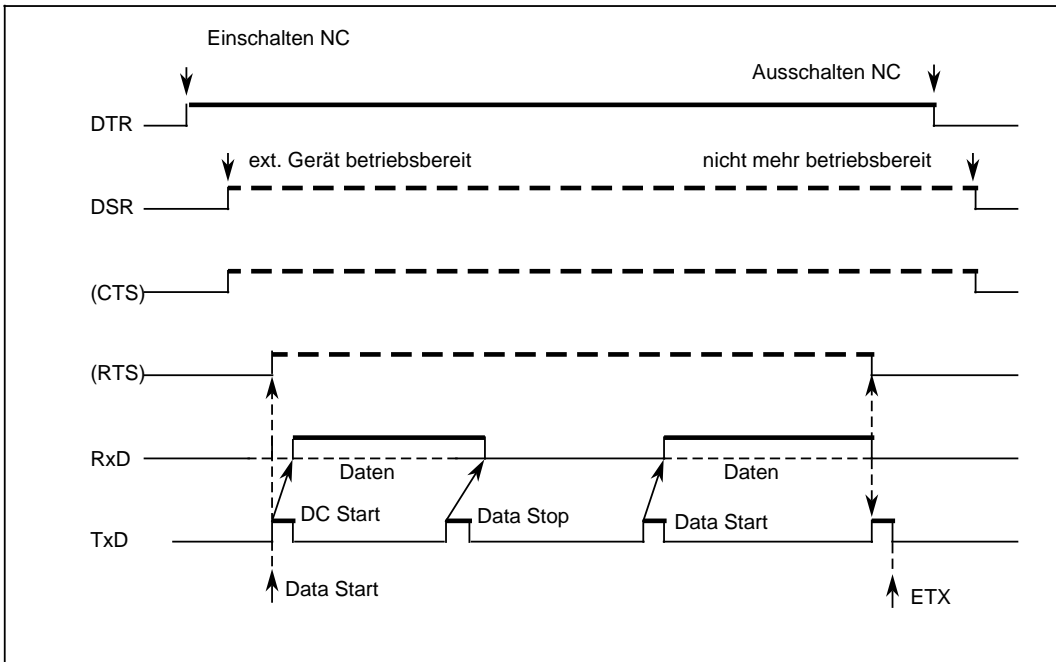 Einschalten NC
Ausschalten NC
DTR
ext. Gerät betriebsbereit
nicht mehr betriebsbereit
DSR
(CTS)
(RTS)
RxD
Daten
Daten
DC Start
Data Stop
Data Start
TxD
Data Start
ETX